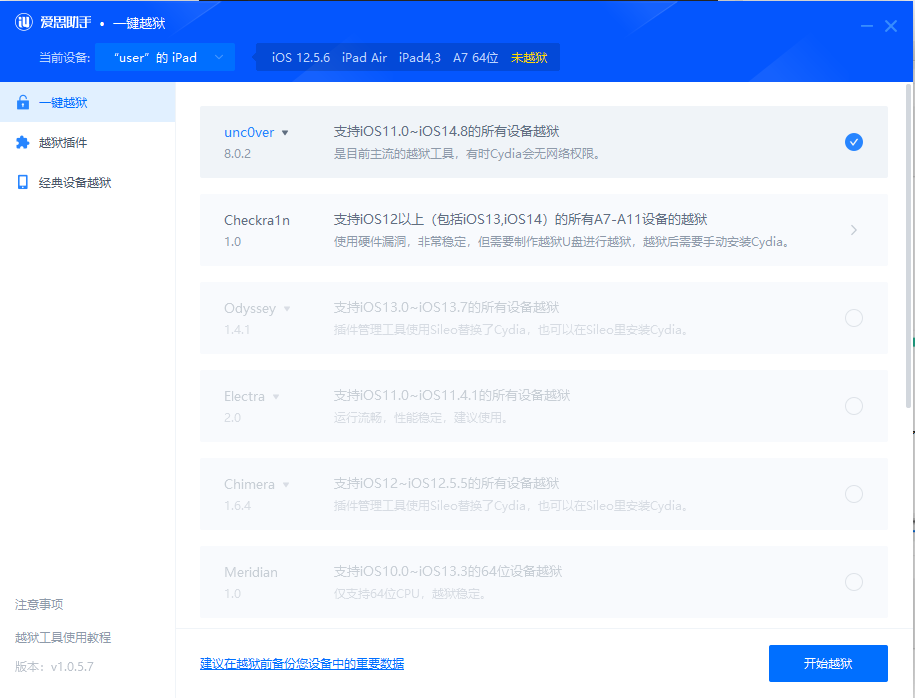 爱思助手 • 一键越狱
当前设备: “user” 的 iPad iOS 12.5.6 iPad Air iPad4,3 A7 64位 未越狱
一键越狱
越狱插件
经典设备越狱
unc0ver
8.0.2
支持iOS11.0~iOS14.8的所有设备越狱
是目前主流的越狱工具，有时Cydia会无网络权限。
Checkra1n
1.0
支持iOS12以上（包括iOS13,iOS14）的所有A7-A11设备的越狱
使用硬件漏洞，非常稳定，但需要制作越狱U盘进行越狱，越狱后需要手动安装Cydia。
Odyssey
1.4.1
支持iOS13.0~iOS13.7的所有设备越狱
插件管理工具使用Sileo替换了Cydia，也可以在Sileo里安装Cydia。
Electra
2.0
支持iOS11.0~iOS11.4.1的所有设备越狱
运行流畅，性能稳定，建议使用。
Chimera
1.6.4
支持iOS12~iOS12.5.5的所有设备越狱
插件管理工具使用Sileo替换了Cydia，也可以在Sileo里安装Cydia。
Meridian
1.0
支持iOS10.0~iOS13.3的64位设备越狱
仅支持64位CPU，越狱稳定。
注意事项
越狱工具使用教程
版本：v1.0.5.7
建议在越狱前备份您设备中的重要数据
开始越狱